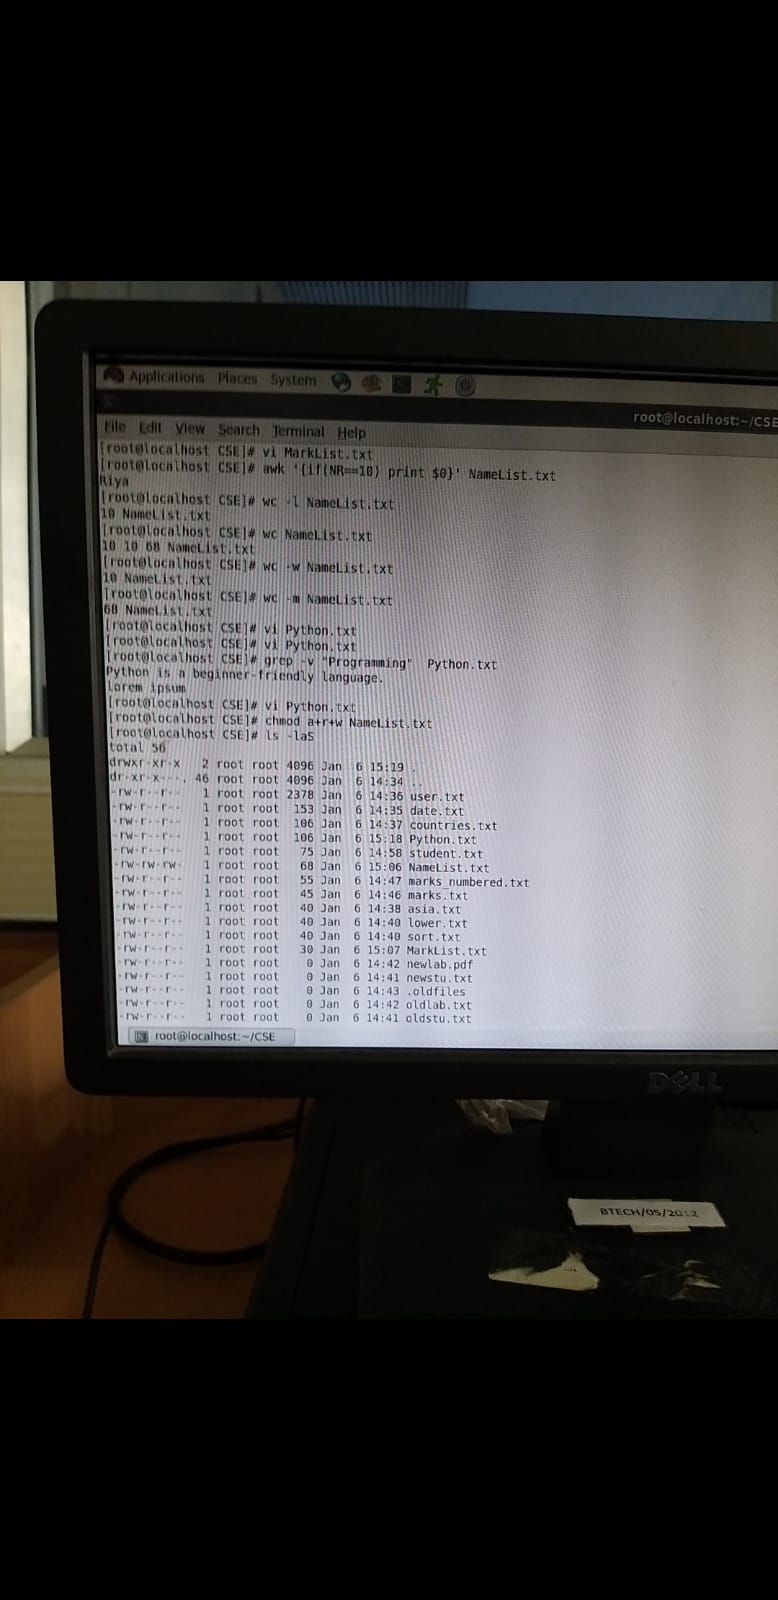 Applications Places System
root@localhost:~/CSE
File Edit View Search Terminal Help
[root@localhost CSE]# vi MarkList.txt
[root@localhost CSE]# awk '{if(NR==10) print $0}' NameList.txt
Riya
[root@localhost CSE]# wc -l NameList.txt
10 NameList.txt
[root@localhost CSE]# wc NameList.txt
10 10 68 NameList.txt
[root@localhost CSE]# wc -w NameList.txt
10 NameList.txt
[root@localhost CSE]# wc -m NameList.txt
68 NameList.txt
[root@localhost CSE]# vi Python.txt
[root@localhost CSE]# vi Python.txt
[root@localhost CSE]# grep -v "Programming"  Python.txt
Python is a beginner-friendly language.
lorem ipsum
[root@localhost CSE]# vi Python.txt
[root@localhost CSE]# chmod a+r+w NameList.txt
[root@localhost CSE]# ls -laS
total 56
drwxr-xr-x   2 root root 4096 Jan  6 15:19 .
dr-xr-x---. 46 root root 4096 Jan  6 14:34 ..
-rw-r--r--   1 root root 2378 Jan  6 14:36 user.txt
-rw-r--r--   1 root root  153 Jan  6 14:35 date.txt
-rw-r--r--   1 root root  106 Jan  6 14:37 countries.txt
-rw-r--r--   1 root root  106 Jan  6 15:18 Python.txt
-rw-r--r--   1 root root   75 Jan  6 14:58 student.txt
-rw-rw-rw-   1 root root   68 Jan  6 15:06 NameList.txt
-rw-r--r--   1 root root   55 Jan  6 14:47 marks_numbered.txt
-rw-r--r--   1 root root   45 Jan  6 14:46 marks.txt
-rw-r--r--   1 root root   40 Jan  6 14:38 asia.txt
-rw-r--r--   1 root root   40 Jan  6 14:40 lower.txt
-rw-r--r--   1 root root   40 Jan  6 14:40 sort.txt
-rw-r--r--   1 root root   30 Jan  6 15:07 MarkList.txt
-rw-r--r--   1 root root    0 Jan  6 14:42 newlab.pdf
-rw-r--r--   1 root root    0 Jan  6 14:41 newstu.txt
-rw-r--r--   1 root root    0 Jan  6 14:43 .oldfiles
-rw-r--r--   1 root root    0 Jan  6 14:42 oldlab.txt
-rw-r--r--   1 root root    0 Jan  6 14:41 oldstu.txt
root@localhost:~/CSE
DELL
BTECH/05/2012